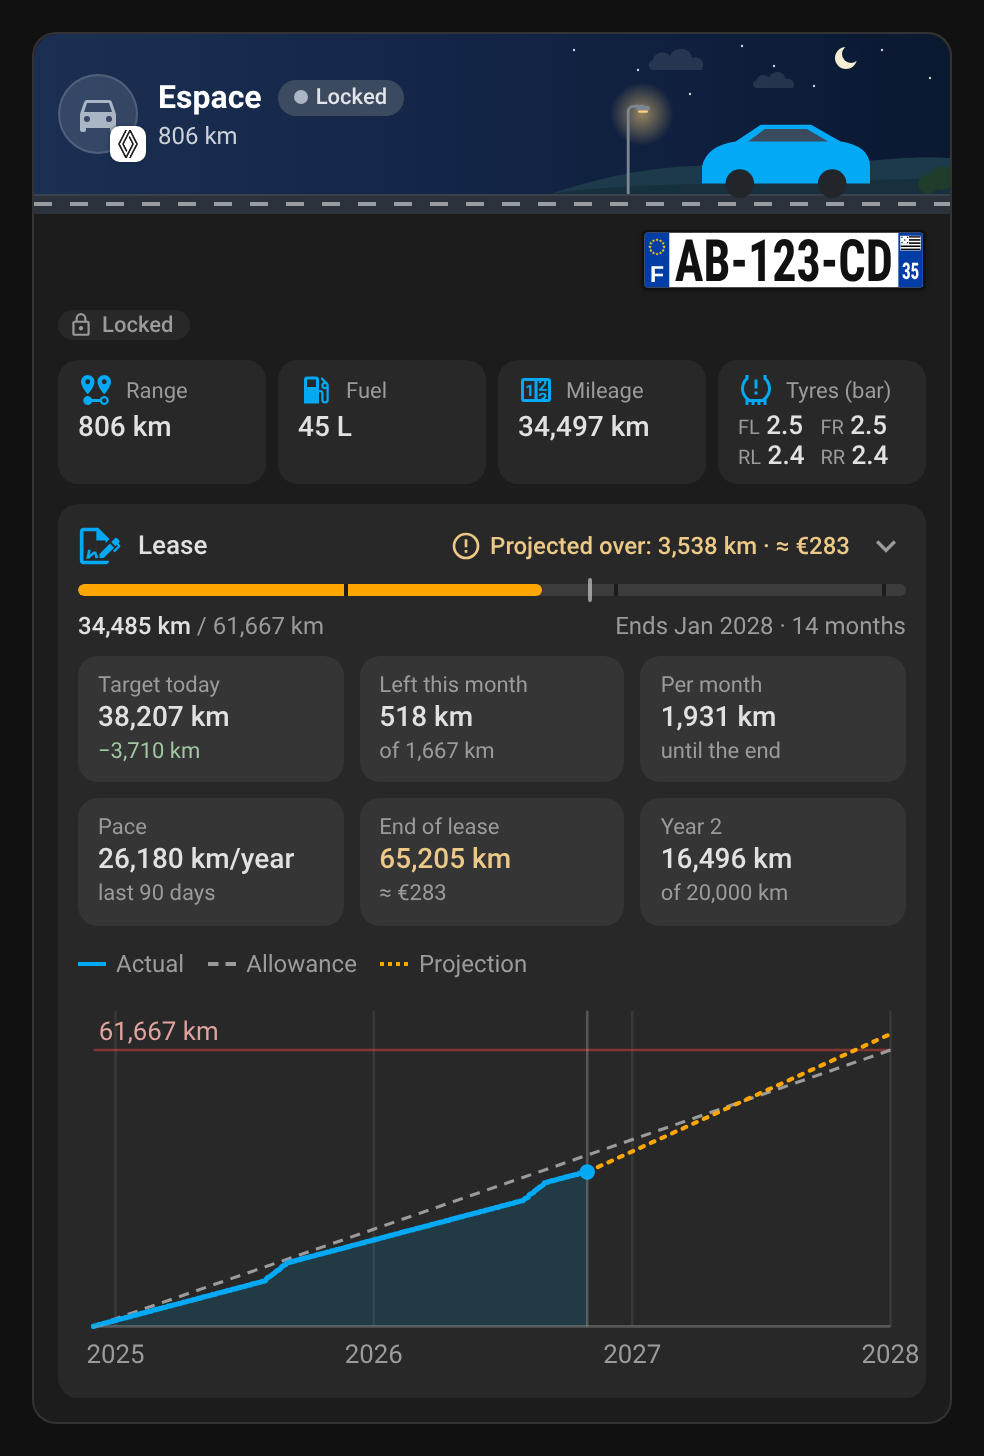 Espace
Locked
806 km
F
AB-123-CD
35
Locked
Range
806 km
Fuel
45 L
Mileage
34,497 km
Tyres (bar)
FL 2.5 FR 2.5
RL 2.4 RR 2.4
Lease
Projected over: 3,538 km · ≈ €283
34,485 km / 61,667 km
Ends Jan 2028 · 14 months
Target today
38,207 km
−3,710 km
Left this month
518 km
of 1,667 km
Per month
1,931 km
until the end
Pace
26,180 km/year
last 90 days
End of lease
65,205 km
≈ €283
Year 2
16,496 km
of 20,000 km
Actual
Allowance
Projection
61,667 km
2025
2026
2027
2028